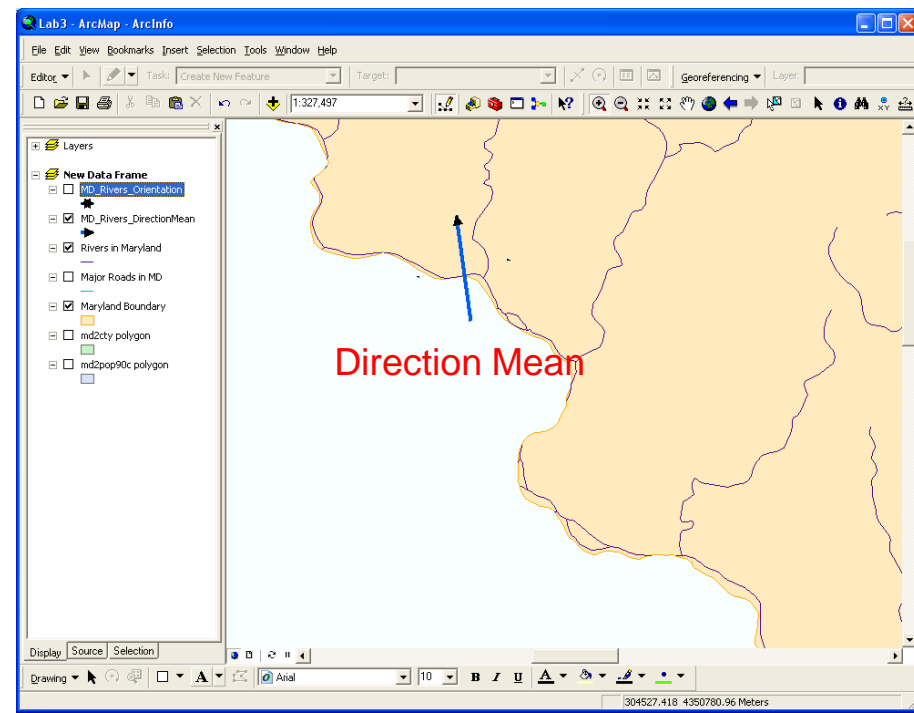 Lab3 - ArcMap - ArcInfo
File Edit View Bookmarks Insert Selection Tools Window Help
Editor Task: Create New Feature Target: Georeferencing Layer:
1:327,497
Layers
New Data Frame
MD_Rivers_Orientation
MD_Rivers_DirectionMean
Rivers in Maryland
Major Roads in MD
Maryland Boundary
md2cty polygon
md2pop90c polygon
Direction Mean
Display Source Selection
Drawing A Arial 10 B I U A
304527.418 4350780.96 Meters